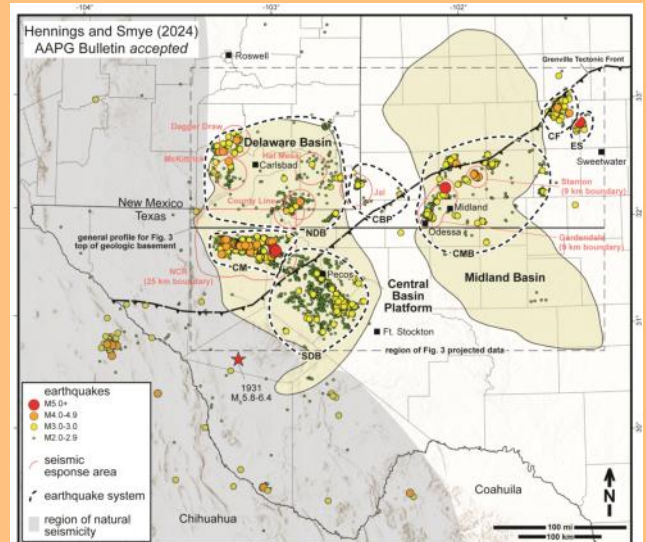 Hennings and Smye (2024)
AAPG Bulletin accepted
-104°
-103°
-102°
Roswell
Grenville Tectonic Front
33°
Dagger Draw
Delaware Basin
McKittrick
Hat Mesa
Carlsbad
CF
ES
Sweetwater
Jal
Stanton
(9 km boundary)
County Line
New Mexico
Texas
CBP
Midland
32°
general profile for Fig. 3
top of geologic basement
NDB
Odessa
Gardendale
(9 km boundary)
CMB
NCR
(25 km boundary)
CM
Pecos
Central
Basin
Platform
Midland Basin
31°
Ft. Stockton
SDB
region of Fig. 3 projected data
1931
5.8-6.4
earthquakes
M5.0+
M4.0-4.9
M3.0-3.0
M2.0-2.9
30°
seismic
esponse area
earthquake system
region of natural
seismicity
Chihuahua
Coahuila
N
100 mi
100 km